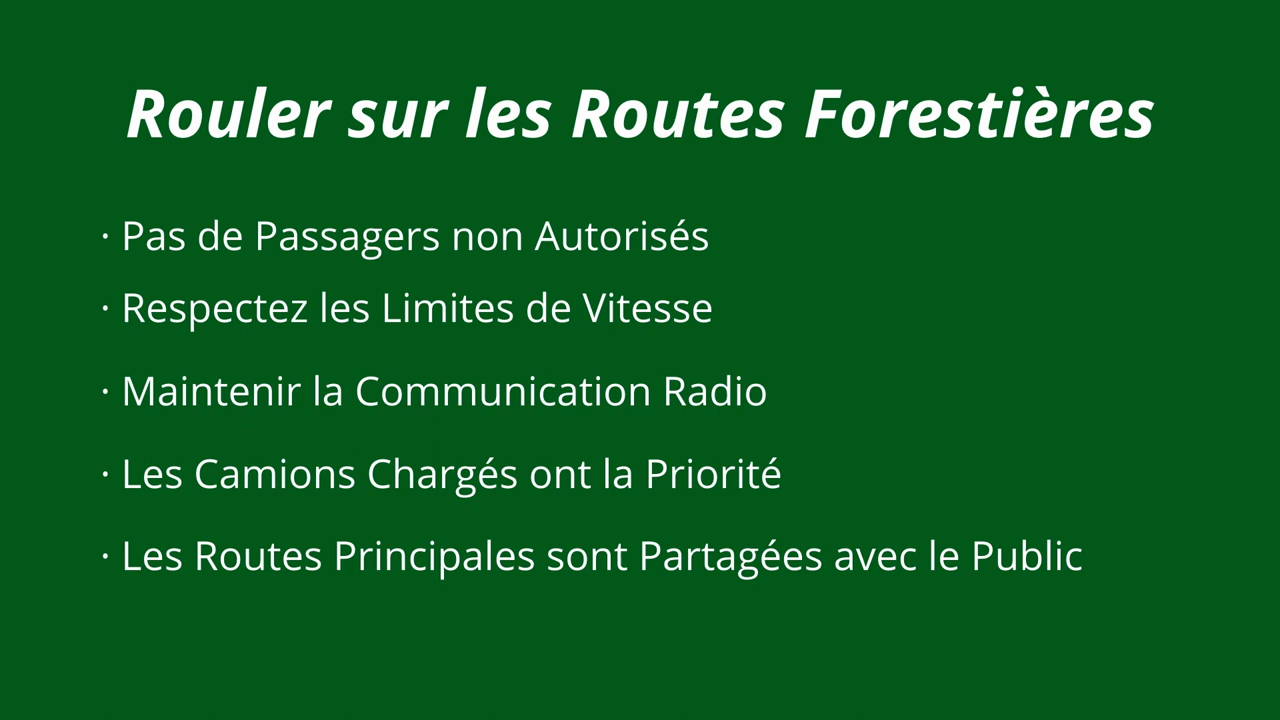 Rouler sur les Routes Forestières
· Pas de Passagers non Autorisés
· Respectez les Limites de Vitesse
· Maintenir la Communication Radio
· Les Camions Chargés ont la Priorité
· Les Routes Principales sont Partagées avec le Public